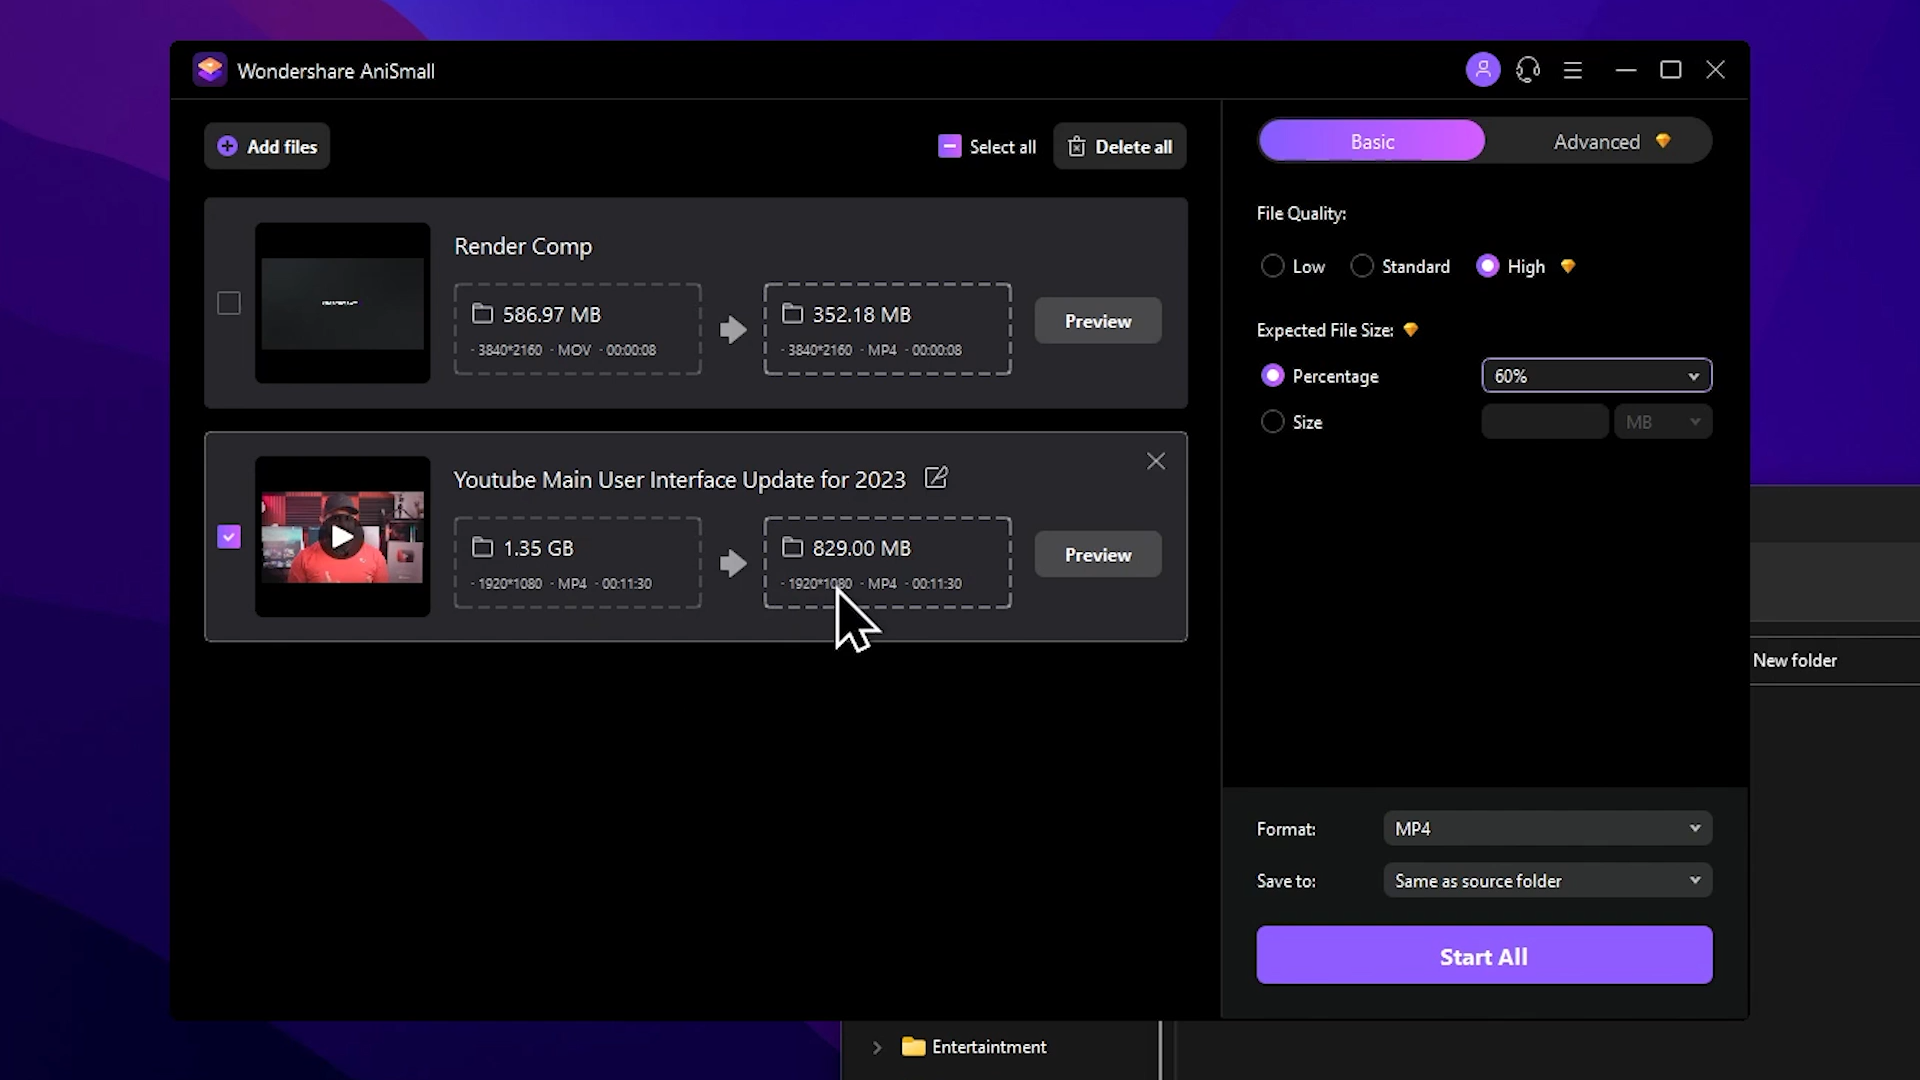 Wondershare AniSmall
Add files
Select all
Delete all
Render Comp
586.97 MB
- 3840*2160 - MOV - 00:00:08
352.18 MB
- 3840*2160 - MP4 - 00:00:08
Preview
Youtube Main User Interface Update for 2023
1.35 GB
- 1920*1080 - MP4 - 00:11:30
829.00 MB
- 1920*1080 - MP4 - 00:11:30
Preview
Basic
Advanced
File Quality:
Low
Standard
High
Expected File Size:
Percentage
60%
Size
MB
Format:
MP4
Save to:
Same as source folder
Start All
New folder
Entertaintment